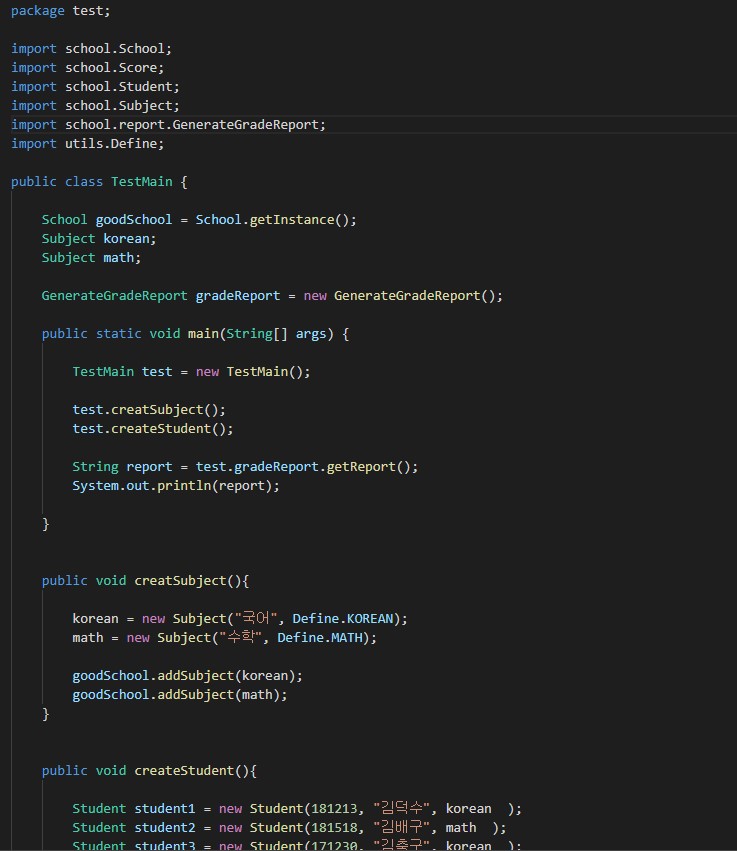 package test;
import school.School;
import school.Score;
import school.Student;
import school.Subject;
import school.report.GenerateGradeReport;
import utils.Define;
public class TestMain {
School goodSchool = School.getInstance();
Subject korean;
Subject math;
GenerateGradeReport gradeReport = new GenerateGradeReport();
public static void main(String[] args) {
TestMain test = new TestMain();
test.creatSubject();
test.createStudent();
String report = test.gradeReport.getReport();
System.out.println(report);
}
public void creatSubject(){
korean = new Subject("국어", Define.KOREAN);
math = new Subject("수학", Define.MATH);
goodSchool.addSubject(korean);
goodSchool.addSubject(math);
}
public void createStudent(){
Student student1 = new Student(181213, "김덕수", korean  );
Student student2 = new Student(181518, "김배구", math  );
Student student3 = new Student(171230, "김축구", korean  );